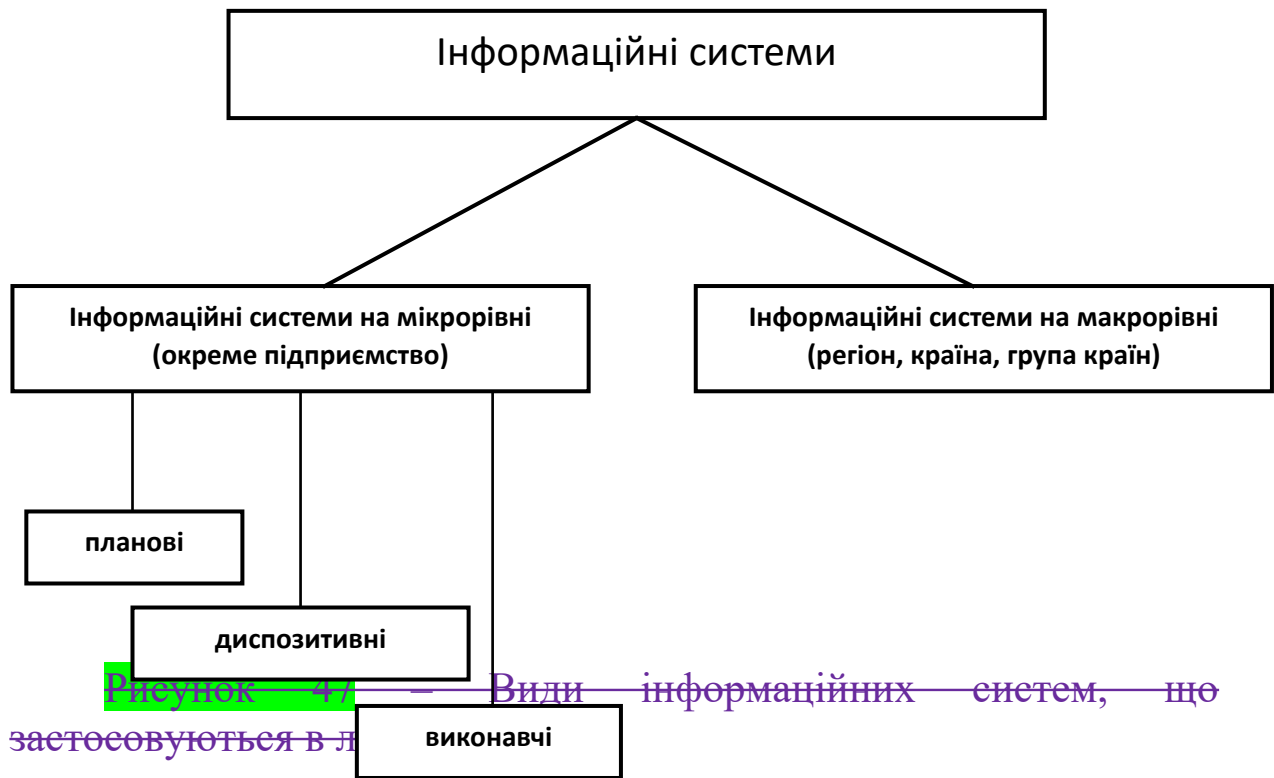 Інформаційні системи
Інформаційні системи на мікрорівні
(окреме підприємство)
Інформаційні системи на макрорівні
(регіон, країна, група країн)
планові
диспозитивні
Рисунок 47 – Види інформаційних систем, що
застосовуються в
виконавчі